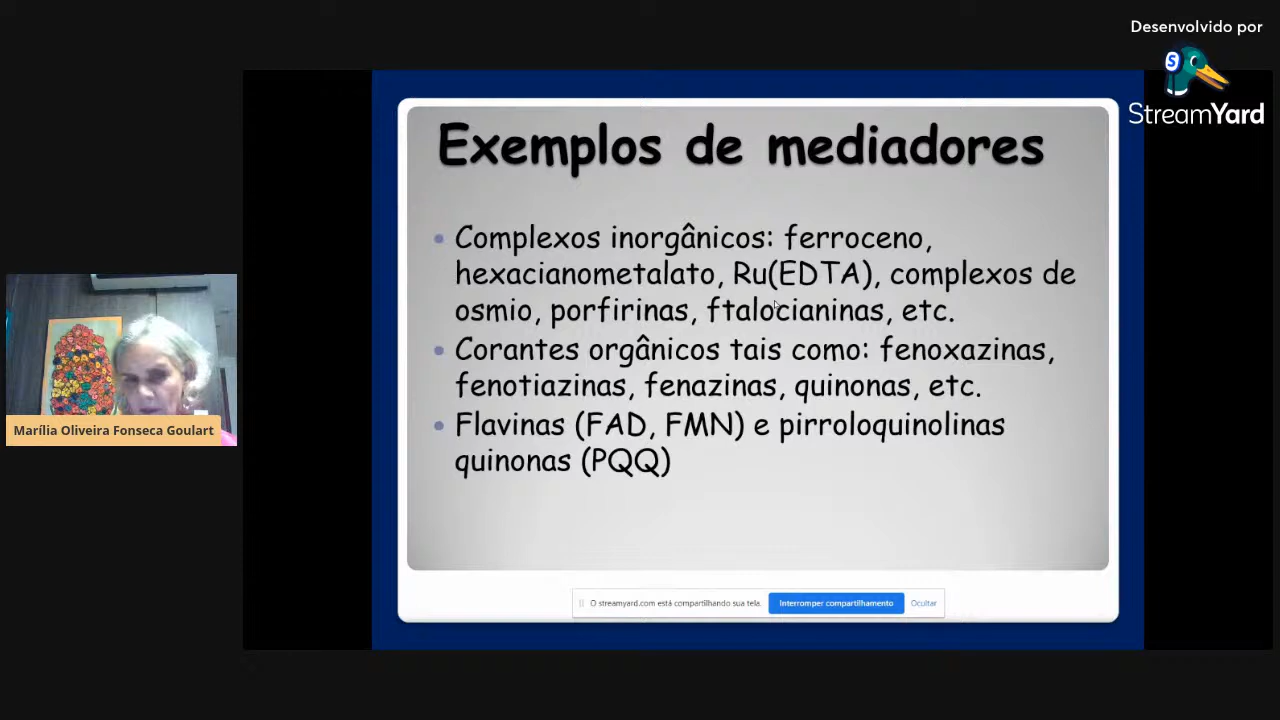 Desenvolvido por
S
StreamYard
Exemplos de mediadores
• Complexos inorgânicos: ferroceno,
hexacianometalato, Ru(EDTA), complexos de
osmio, porfirinas, ftalocianinas, etc.
• Corantes orgânicos tais como: fenoxazinas,
fenotiazinas, fenazinas, quinonas, etc.
• Flavinas (FAD, FMN) e pirroloquinolinas
quinonas (PQQ)
Marília Oliveira Fonseca Goulart
O streamyard.com está compartilhando sua tela. Interromper compartilhamento Ocultar